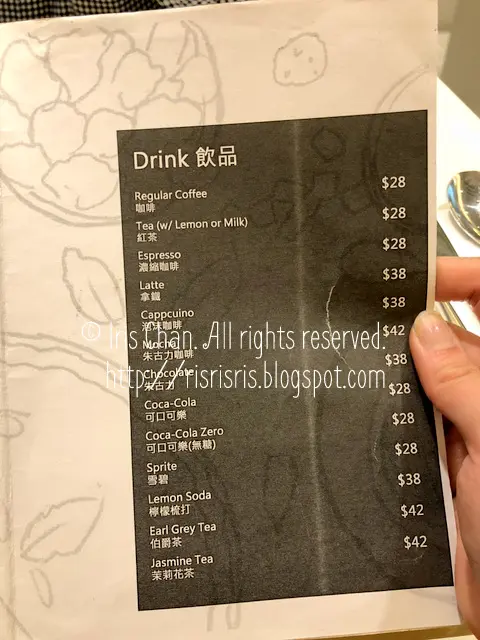 Drink 飲品
Regular Coffee $28
咖啡
Tea (w/ Lemon or Milk) $28
紅茶
Espresso $28
濃縮咖啡
Latte $38
拿鐵
Cappcuino $38
泡沫咖啡
© Iris Chan. All rights reserved.
Mocha $42
朱古力咖啡
Chocolate $38
朱古力
http://risrisris.blogspot.com
Coca-Cola $28
可口可樂
Coca-Cola Zero $28
可口可樂(無糖)
Sprite $28
雪碧
Lemon Soda $38
檸檬梳打
Earl Grey Tea $42
伯爵茶
Jasmine Tea $42
茉莉花茶